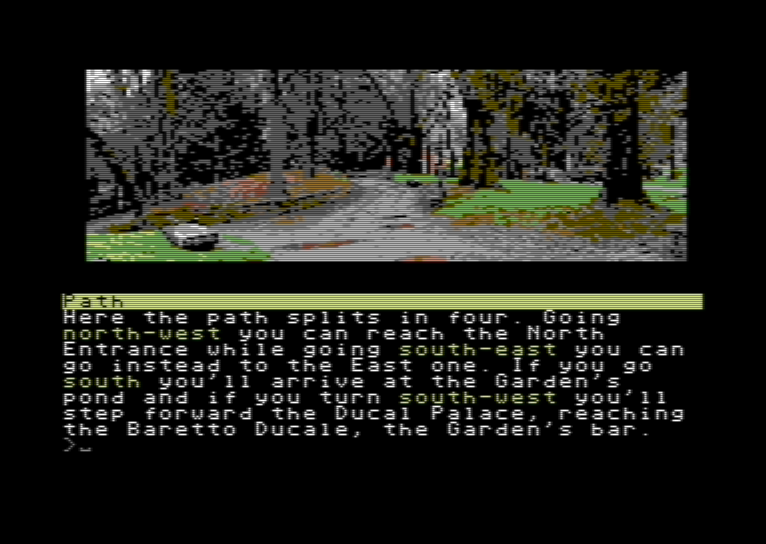 Path
Here the path splits in four. Going
north-west you can reach the North
Entrance while going south-east you can
go instead to the East one. If you go
south you'll arrive at the Garden's
pond and if you turn south-west you'll
step forward the Ducal Palace, reaching
the Baretto Ducale, the Garden's bar.
>_